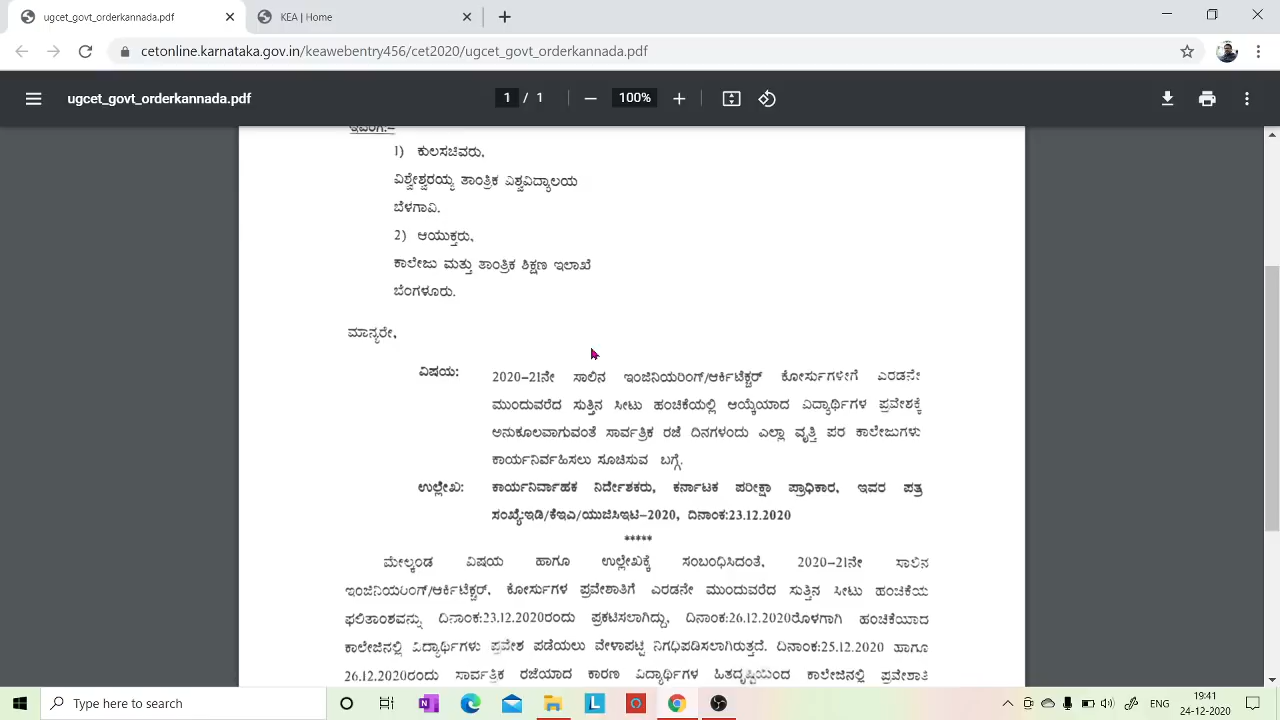 ugcet_govt_orderkannada.pdf
KEA | Home
cetonline.karnataka.gov.in/keawebentry456/cet2020/ugcet_govt_orderkannada.pdf
ugcet_govt_orderkannada.pdf
1 / 1
100%
1) ಕುಲಸಚಿವರು,
ವಿಶ್ವೇಶ್ವರಯ್ಯ ತಾಂತ್ರಿಕ ವಿಶ್ವವಿದ್ಯಾಲಯ
ಬೆಳಗಾವಿ.
2) ಆಯುಕ್ತರು,
ಕಾಲೇಜು ಮತ್ತು ತಾಂತ್ರಿಕ ಶಿಕ್ಷಣ ಇಲಾಖೆ
ಬೆಂಗಳೂರು.
ಮಾನ್ಯರೇ,
ವಿಷಯ: 2020-21ನೇ ಸಾಲಿನ ಇಂಜಿನಿಯರಿಂಗ್/ಆರ್ಕಿಟೆಕ್ಚರ್ ಕೋರ್ಸುಗಳಿಗೆ ಎರಡನೇ
ಮುಂದುವರೆದ ಸುತ್ತಿನ ಸೀಟು ಹಂಚಿಕೆಯಲ್ಲಿ ಆಯ್ಕೆಯಾದ ವಿದ್ಯಾರ್ಥಿಗಳ ಪ್ರವೇಶಕ್ಕೆ
ಅನುಕೂಲವಾಗುವಂತೆ ಸಾರ್ವತ್ರಿಕ ರಜೆ ದಿನಗಳಂದು ಎಲ್ಲಾ ವೃತ್ತಿ ಪರ ಕಾಲೇಜುಗಳು
ಕಾರ್ಯನಿರ್ವಹಿಸಲು ಸೂಚಿಸುವ ಬಗ್ಗೆ.
ಉಲ್ಲೇಖ: ಕಾರ್ಯನಿರ್ವಾಹಕ ನಿರ್ದೇಶಕರು, ಕರ್ನಾಟಕ ಪರೀಕ್ಷಾ ಪ್ರಾಧಿಕಾರ, ಇವರ ಪತ್ರ
ಸಂಖ್ಯೆ:ಇಡಿ/ಕೆಇಎ/ಯುಜಿಸಿಇಟಿ-2020, ದಿನಾಂಕ:23.12.2020
*****
ಮೇಲ್ಕಂಡ ವಿಷಯ ಹಾಗೂ ಉಲ್ಲೇಖಕ್ಕೆ ಸಂಬಂಧಿಸಿದಂತೆ, 2020-21ನೇ ಸಾಲಿನ
ಇಂಜಿನಿಯರಿಂಗ್/ಆರ್ಕಿಟೆಕ್ಚರ್, ಕೋರ್ಸುಗಳ ಪ್ರವೇಶಾತಿಗೆ ಎರಡನೇ ಮುಂದುವರೆದ ಸುತ್ತಿನ ಸೀಟು ಹಂಚಿಕೆಯ
ಫಲಿತಾಂಶವನ್ನು ದಿನಾಂಕ:23.12.2020ರಂದು ಪ್ರಕಟಿಸಲಾಗಿದ್ದು, ದಿನಾಂಕ:26.12.2020ರೊಳಗಾಗಿ ಹಂಚಿಕೆಯಾದ
ಕಾಲೇಜಿನಲ್ಲಿ ವಿದ್ಯಾರ್ಥಿಗಳು ಪ್ರವೇಶ ಪಡೆಯಲು ವೇಳಾಪಟ್ಟಿ ನಿಗಧಿಪಡಿಸಲಾಗಿರುತ್ತದೆ. ದಿನಾಂಕ:25.12.2020 ಹಾಗೂ
26.12.2020ರಂದು ಸಾರ್ವತ್ರಿಕ ರಜೆಯಾದ ಕಾರಣ ವಿದ್ಯಾರ್ಥಿಗಳ ಹಿತದೃಷ್ಟಿಯಿಂದ ಕಾಲೇಜಿನಲ್ಲಿ ಪ್ರವೇಶಾತಿ
Type here to search
19:41
24-12-2020